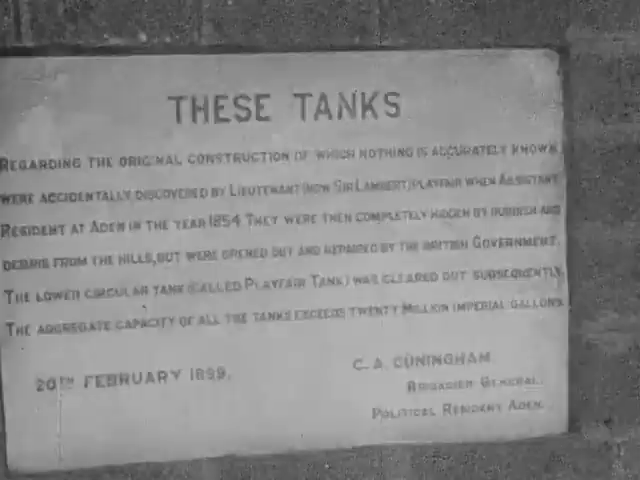 THESE TANKS
REGARDING THE ORIGINAL CONSTRUCTION OF WHICH NOTHING IS ACCURATELY KNOWN,
WERE ACCIDENTALLY DISCOVERED BY LIEUTENANT (NOW SIR LAMBERT) PLAYFAIR WHEN ASSISTANT
RESIDENT AT ADEN IN THE YEAR 1854. THEY WERE THEN COMPLETELY HIDDEN BY RUBBISH AND
DEBRIS FROM THE HILLS, BUT WERE OPENED OUT AND REPAIRED BY THE BRITISH GOVERNMENT.
THE LOWER CIRCULAR TANK (CALLED PLAYFAIR TANK) WAS CLEARED OUT SUBSEQUENTLY.
THE AGGREGATE CAPACITY OF ALL THE TANKS EXCEEDS TWENTY MILLION IMPERIAL GALLONS.
20TH FEBRUARY 1899.
C. A. CUNINGHAM
BRIGADIER GENERAL.
POLITICAL RESIDENT ADEN.